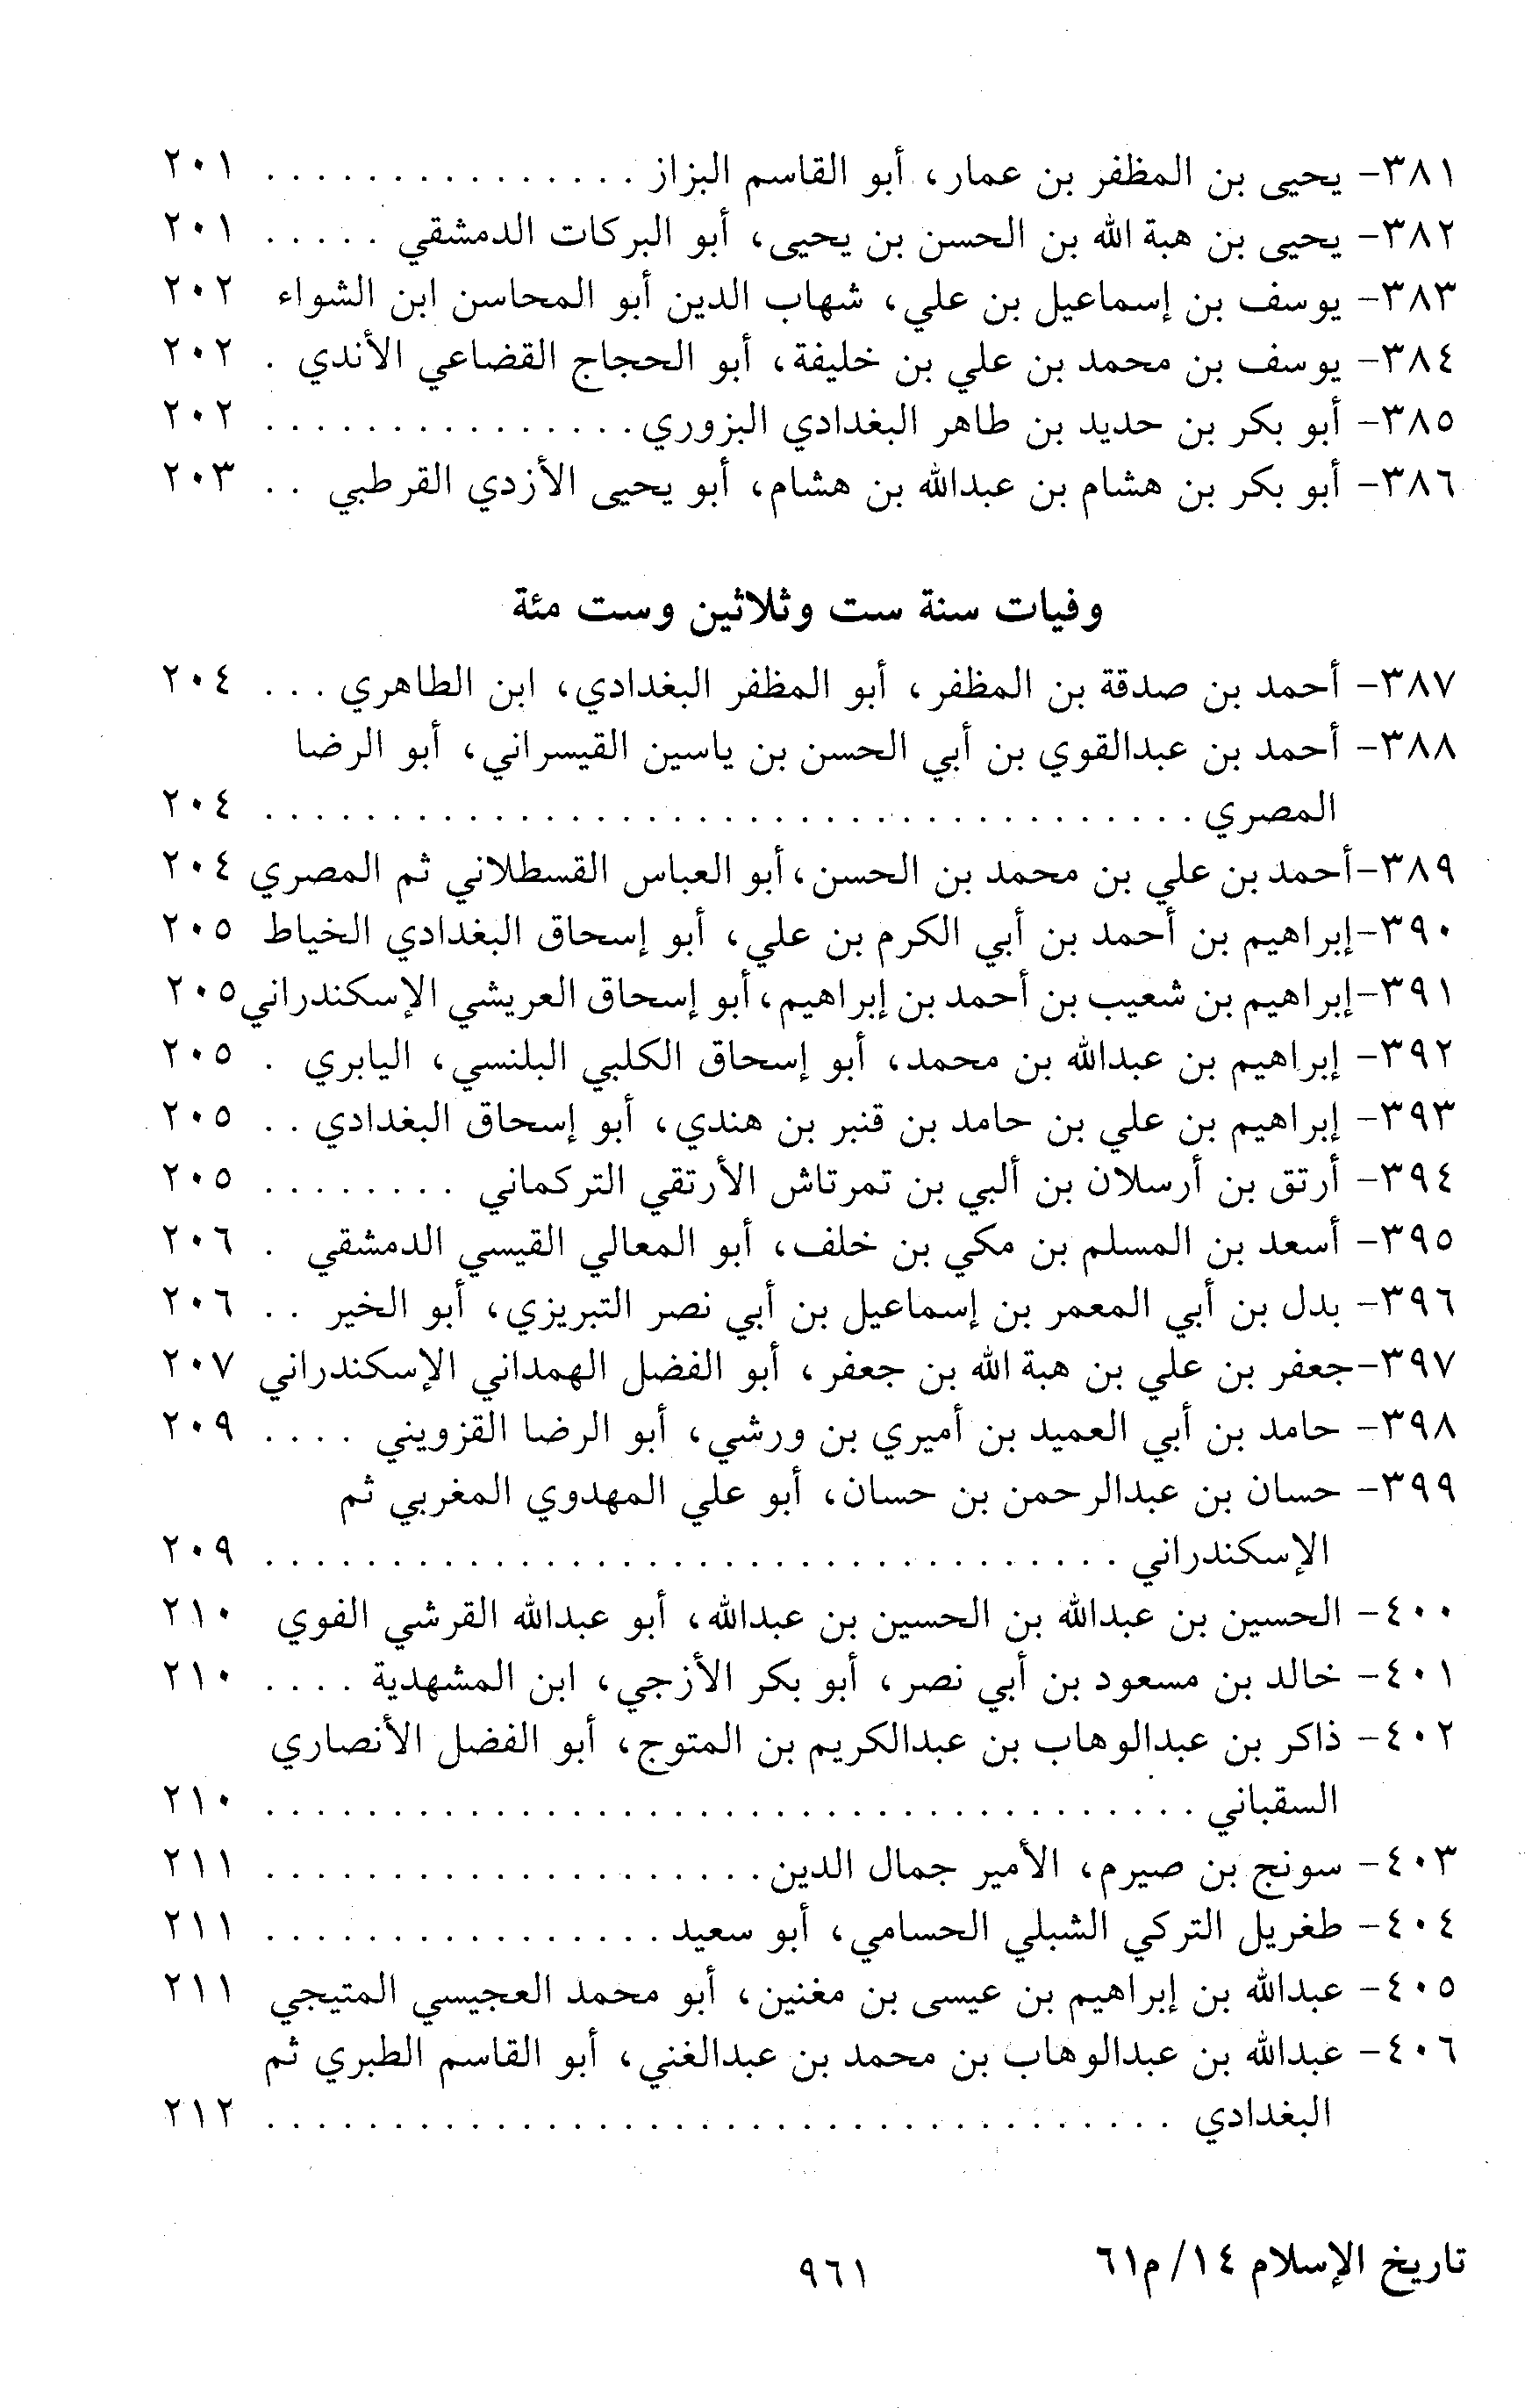 ٣٨١- يحيى بن المظفر بن عمار، أبو القاسم البزاز . . . . . . . . . . . . . . . ٢٠١
٣٨٢- يحيى بن هبة الله بن الحسن بن يحيى، أبو البركات الدمشقي . . . . . ٢٠١
٣٨٣- يوسف بن إسماعيل بن علي، شهاب الدين أبو المحاسن ابن الشواء ٢٠٢
٣٨٤- يوسف بن محمد بن علي بن خليفة، أبو الحجاج القضاعي الأندي . ٢٠٢
٣٨٥- أبو بكر بن حديد بن طاهر البغدادي البزوري . . . . . . . . . . . . . . . ٢٠٢
٣٨٦- أبو بكر بن هشام بن عبدالله بن هشام، أبو يحيى الأزدي القرطبي . . ٢٠٣
وفيات سنة ست وثلاثين وست مئة
٣٨٧- أحمد بن صدقة بن المظفر، أبو المظفر البغدادي، ابن الطاهري . . . ٢٠٤
٣٨٨- أحمد بن عبدالقوي بن أبي الحسن بن ياسين القيسراني، أبو الرضا
المصري . . . . . . . . . . . . . . . . . . . . . . . . . . . . . . . . . . . . . ٢٠٤
٣٨٩-أحمد بن علي بن محمد بن الحسن،أبو العباس القسطلاني ثم المصري ٢٠٤
٣٩٠-إبراهيم بن أحمد بن أبي الكرم بن علي، أبو إسحاق البغدادي الخياط ٢٠٥
٣٩١-إبراهيم بن شعيب بن أحمد بن إبراهيم،أبو إسحاق العريشي الإسكندراني٢٠٥
٣٩٢- إبراهيم بن عبدالله بن محمد، أبو إسحاق الكلبي البلنسي، اليابري . ٢٠٥
٣٩٣- إبراهيم بن علي بن حامد بن قنبر بن هندي، أبو إسحاق البغدادي . . ٢٠٥
٣٩٤- أرتق بن أرسلان بن ألبي بن تمرتاش الأرتقي التركماني . . . . . . . . ٢٠٥
٣٩٥- أسعد بن المسلم بن مكي بن خلف، أبو المعالي القيسي الدمشقي . ٢٠٦
٣٩٦- بدل بن أبي المعمر بن إسماعيل بن أبي نصر التبريزي، أبو الخير . . ٢٠٦
٣٩٧-جعفر بن علي بن هبة الله بن جعفر، أبو الفضل الهمداني الإسكندراني ٢٠٧
٣٩٨- حامد بن أبي العميد بن أميري بن ورشي، أبو الرضا القزويني . . . . ٢٠٩
٣٩٩- حسان بن عبدالرحمن بن حسان، أبو علي المهدوي المغربي ثم
الإسكندراني . . . . . . . . . . . . . . . . . . . . . . . . . . . . . . . . . . ٢٠٩
٤٠٠- الحسين بن عبدالله بن الحسين بن عبدالله، أبو عبدالله القرشي الفوي ٢١٠
٤٠١- خالد بن مسعود بن أبي نصر، أبو بكر الأزجي، ابن المشهدية . . . . ٢١٠
٤٠٢- ذاكر بن عبدالوهاب بن عبدالكريم بن المتوج، أبو الفضل الأنصاري
السقباني . . . . . . . . . . . . . . . . . . . . . . . . . . . . . . . . . . . . . ٢١٠
٤٠٣- سونج بن صيرم، الأمير جمال الدين . . . . . . . . . . . . . . . . . . . . ٢١١
٤٠٤- طغريل التركي الشبلي الحسامي، أبو سعيد . . . . . . . . . . . . . . . . ٢١١
٤٠٥- عبدالله بن إبراهيم بن عيسى بن مغنين، أبو محمد العجيسي المتيجي ٢١١
٤٠٦- عبدالله بن عبدالوهاب بن محمد بن عبدالغني، أبو القاسم الطبري ثم
البغدادي . . . . . . . . . . . . . . . . . . . . . . . . . . . . . . . . . . . . ٢١٢
تاريخ الإسلام ١٤/ م٦١
٩٦١